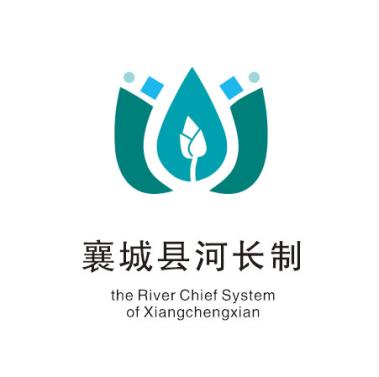 襄城县河长制
the River Chief System
of Xiangchengxian